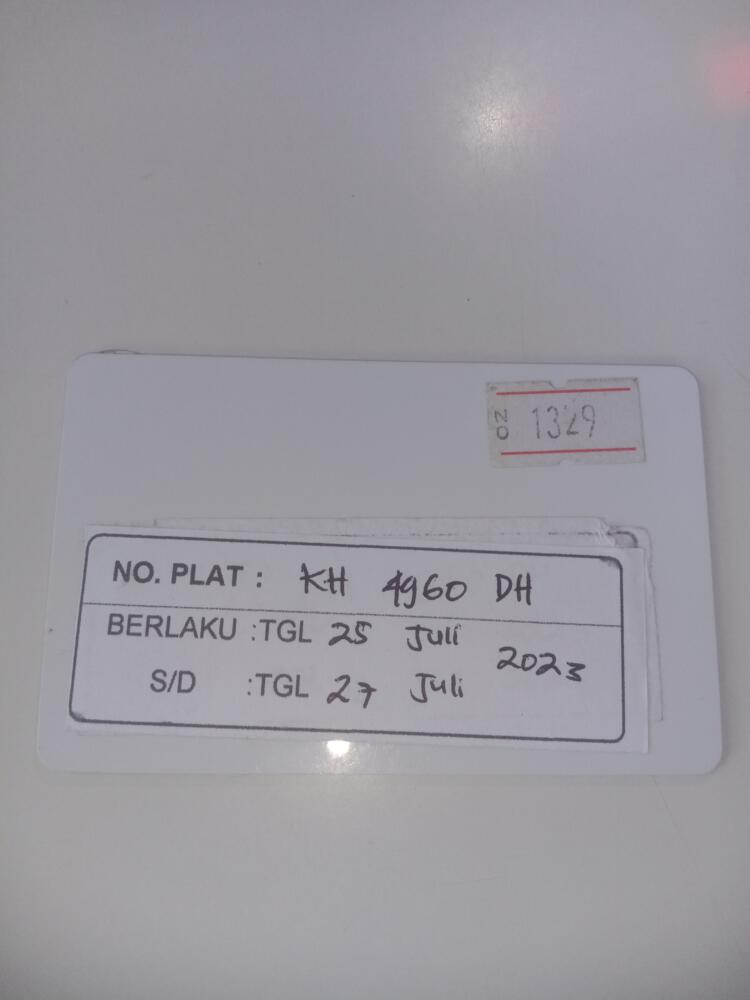 NO 1329
NO. PLAT : KH 4960 DH
BERLAKU :TGL 25 Juli 2023
S/D :TGL 27 Juli